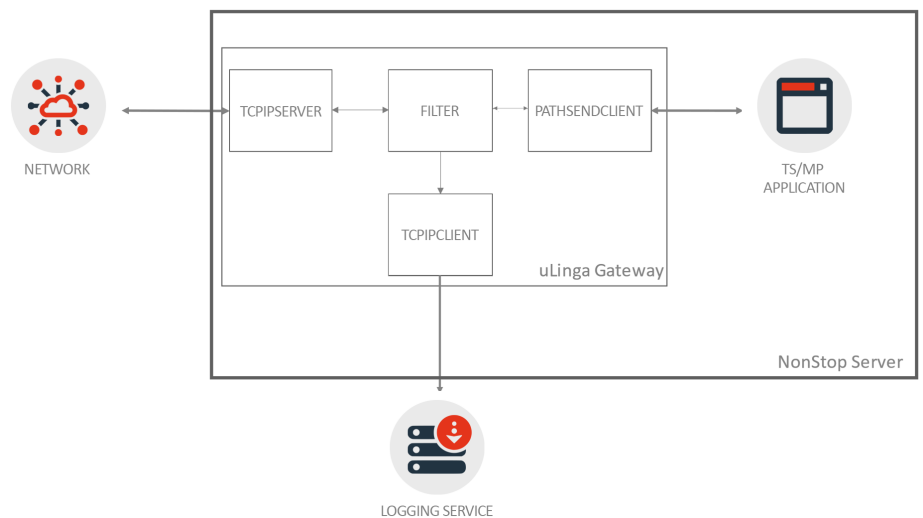 TCPIPSERVER
FILTER
PATHSENDCLIENT
NETWORK
TS/MP
APPLICATION
TCPIPCLIENT
uLinga Gateway
NonStop Server
LOGGING SERVICE